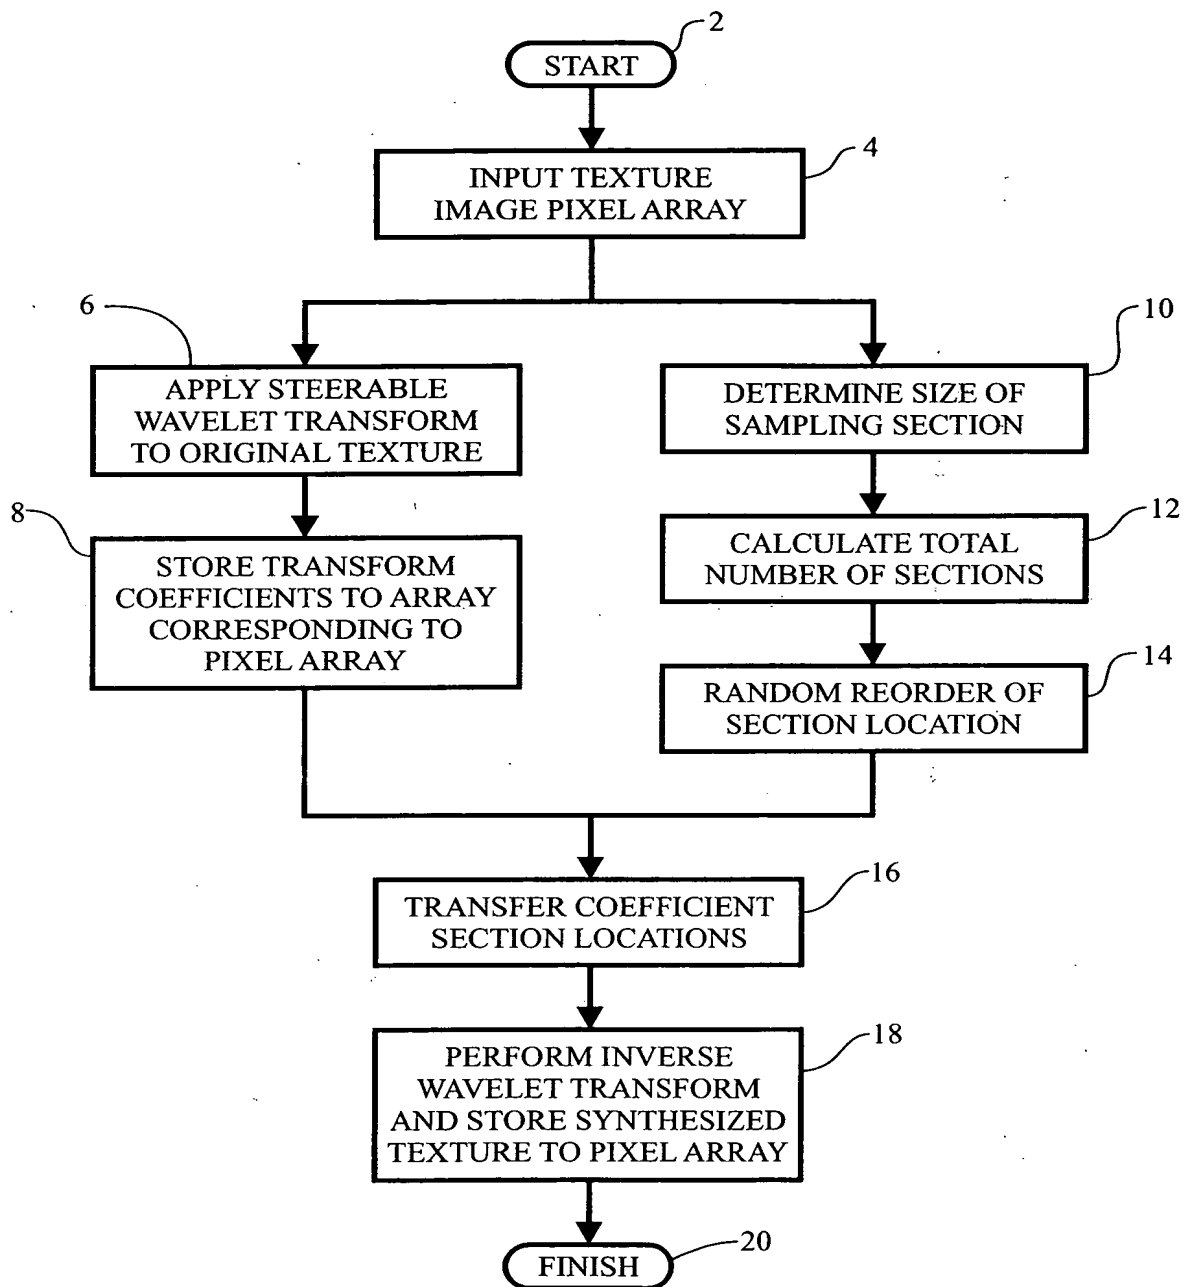 2
START
4
INPUT TEXTURE
IMAGE PIXEL ARRAY
6
APPLY STEERABLE
WAVELET TRANSFORM
TO ORIGINAL TEXTURE
8
STORE TRANSFORM
COEFFICIENTS TO ARRAY
CORRESPONDING TO
PIXEL ARRAY
10
DETERMINE SIZE OF
SAMPLING SECTION
12
CALCULATE TOTAL
NUMBER OF SECTIONS
14
RANDOM REORDER OF
SECTION LOCATION
16
TRANSFER COEFFICIENT
SECTION LOCATIONS
18
PERFORM INVERSE
WAVELET TRANSFORM
AND STORE SYNTHESIZED
TEXTURE TO PIXEL ARRAY
20
FINISH